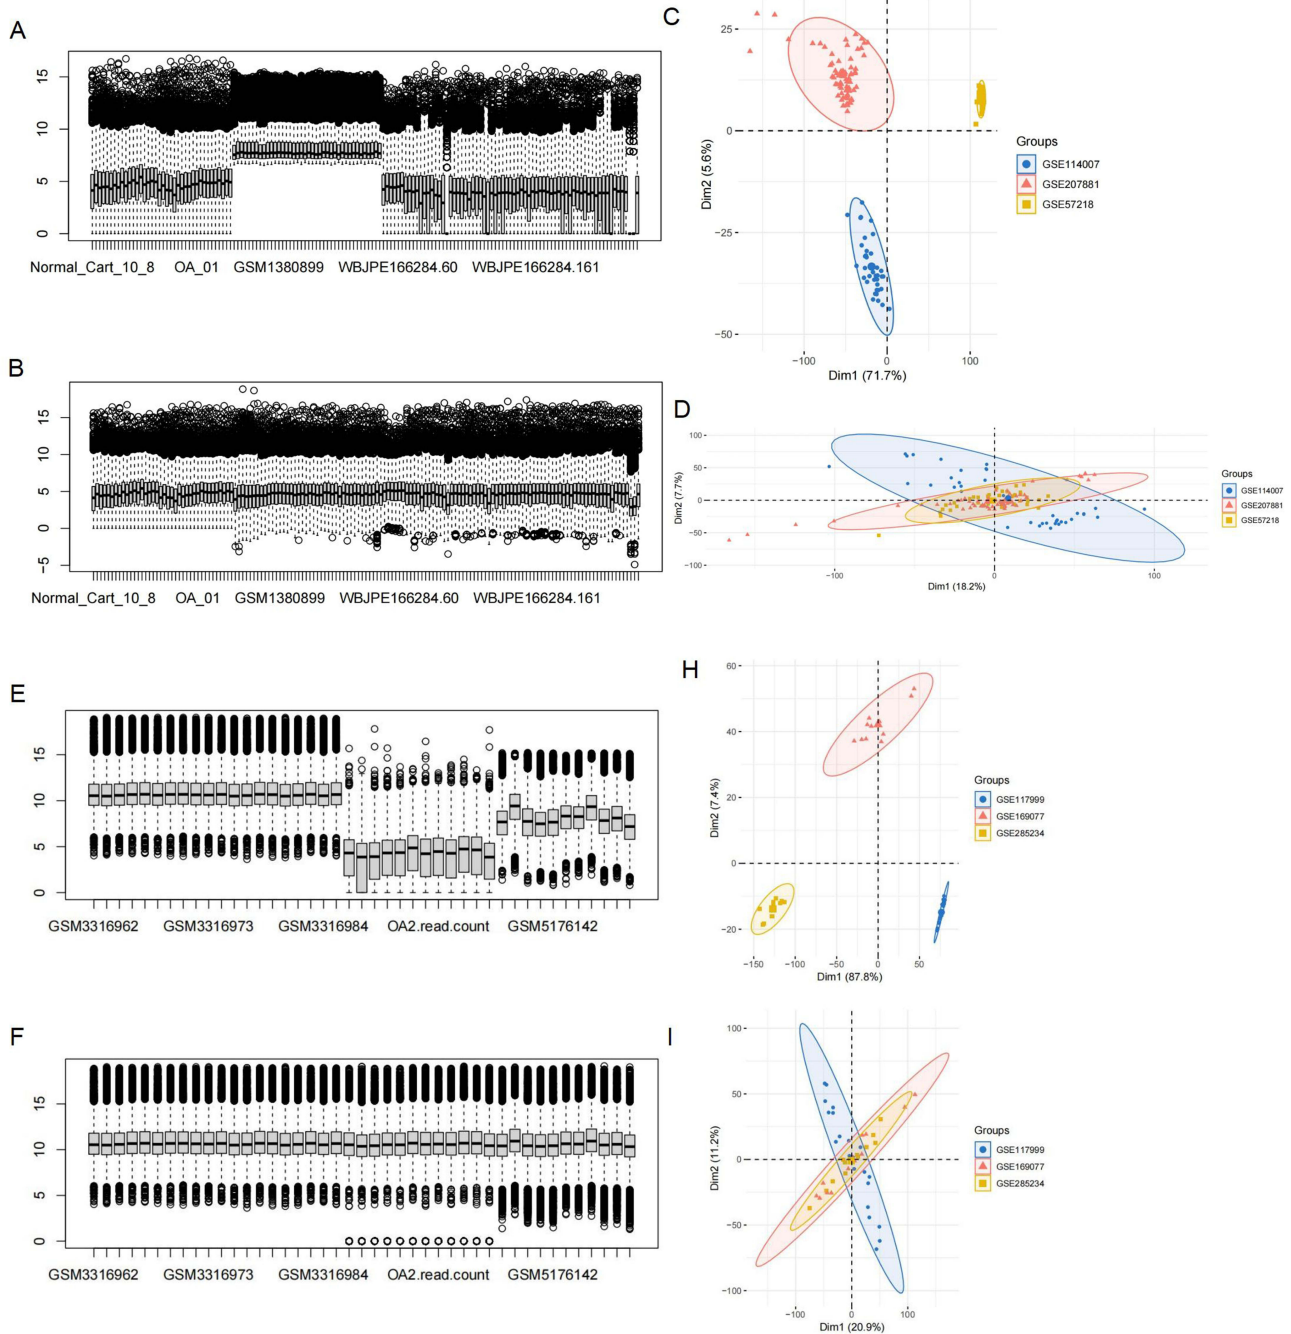 A
15
10
5
0
Normal_Cart_10_8 OA_01 GSM1380899 WBJPE166284.60 WBJPE166284.161
C
25
0
−25
−50
Dim2 (5.6%)
−100 0 100
Dim1 (71.7%)
Groups
GSE114007
GSE207881
GSE57218
B
15
10
5
0
−5
Normal_Cart_10_8 OA_01 GSM1380899 WBJPE166284.60 WBJPE166284.161
D
100
50
0
−50
−100
Dim2 (7.7%)
−100 0 100
Dim1 (18.2%)
Groups
GSE114007
GSE207881
GSE57218
E
15
10
5
0
GSM3316962 GSM3316973 GSM3316984 OA2.read.count GSM5176142
H
60
40
20
0
−20
Dim2 (7.4%)
−150 −100 −50 0 50
Dim1 (87.8%)
Groups
GSE117999
GSE169077
GSE285234
F
15
10
5
0
GSM3316962 GSM3316973 GSM3316984 OA2.read.count GSM5176142
I
100
50
0
−50
−100
Dim2 (11.2%)
−100 0 100
Dim1 (20.9%)
Groups
GSE117999
GSE169077
GSE285234